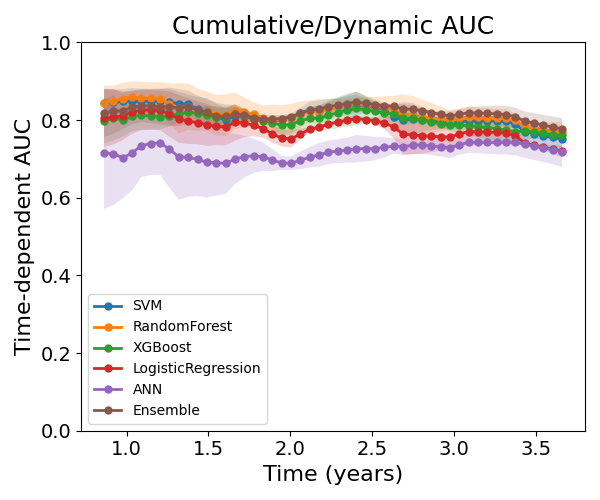 Cumulative/Dynamic AUC
Time-dependent AUC
1.0
0.8
0.6
0.4
0.2
0.0
SVM
RandomForest
XGBoost
LogisticRegression
ANN
Ensemble
1.0 1.5 2.0 2.5 3.0 3.5
Time (years)